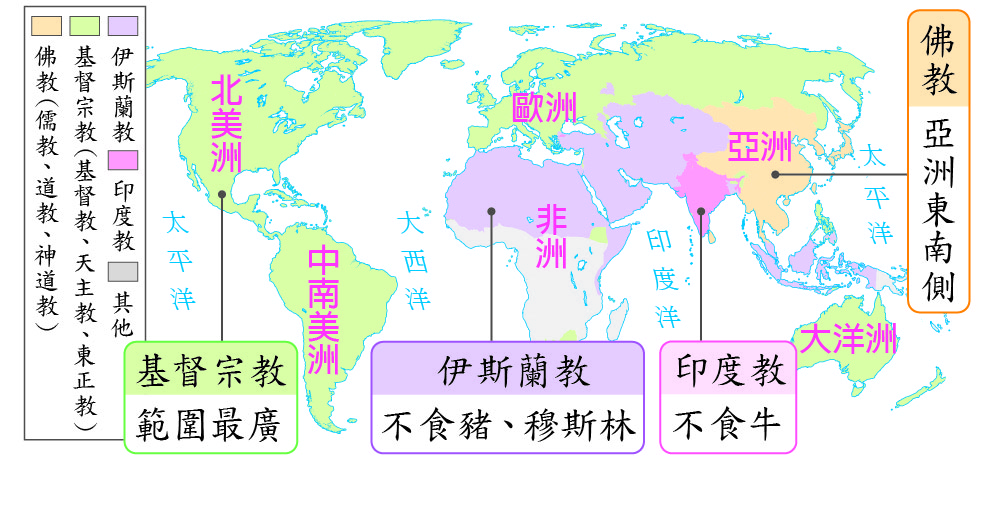 伊斯蘭教
印度教
其他
基督宗教(基督教、天主教、東正教)
佛教(儒教、道教、神道教)
北美洲
歐洲
亞洲
非洲
中南美洲
大洋洲
太平洋
大西洋
印度洋
太平洋
佛教
亞洲東南側
基督宗教
範圍最廣
伊斯蘭教
不食豬、穆斯林
印度教
不食牛